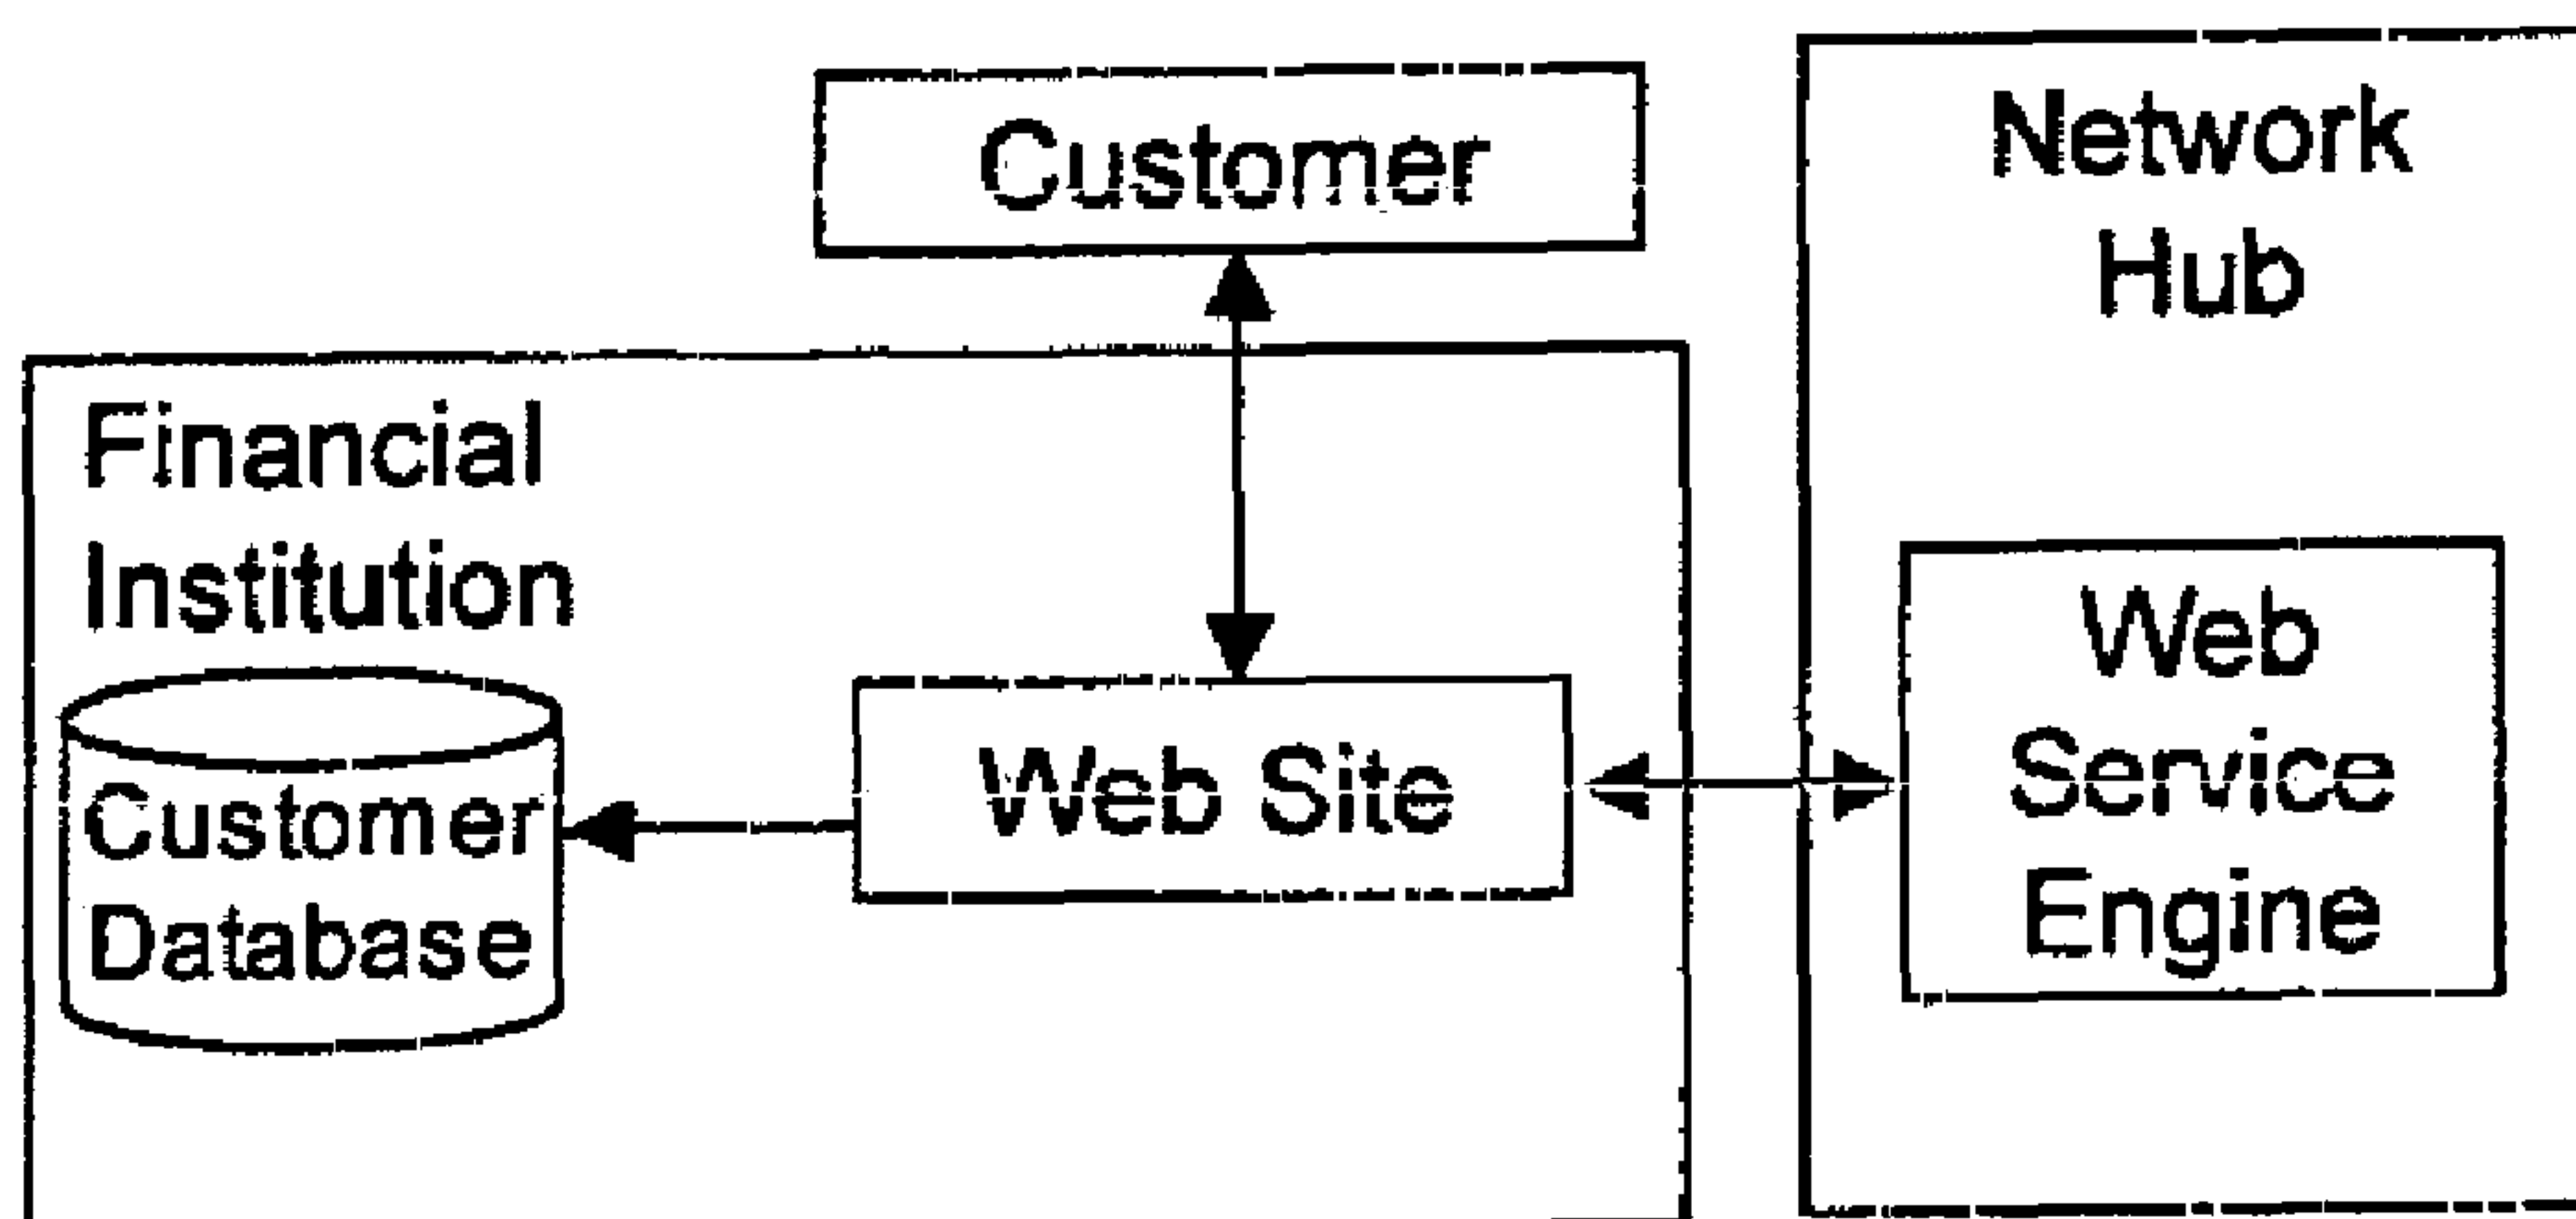 Customer
Network
Hub
Financial
Institution
Customer
Database
Web Site
Web
Service
Engine